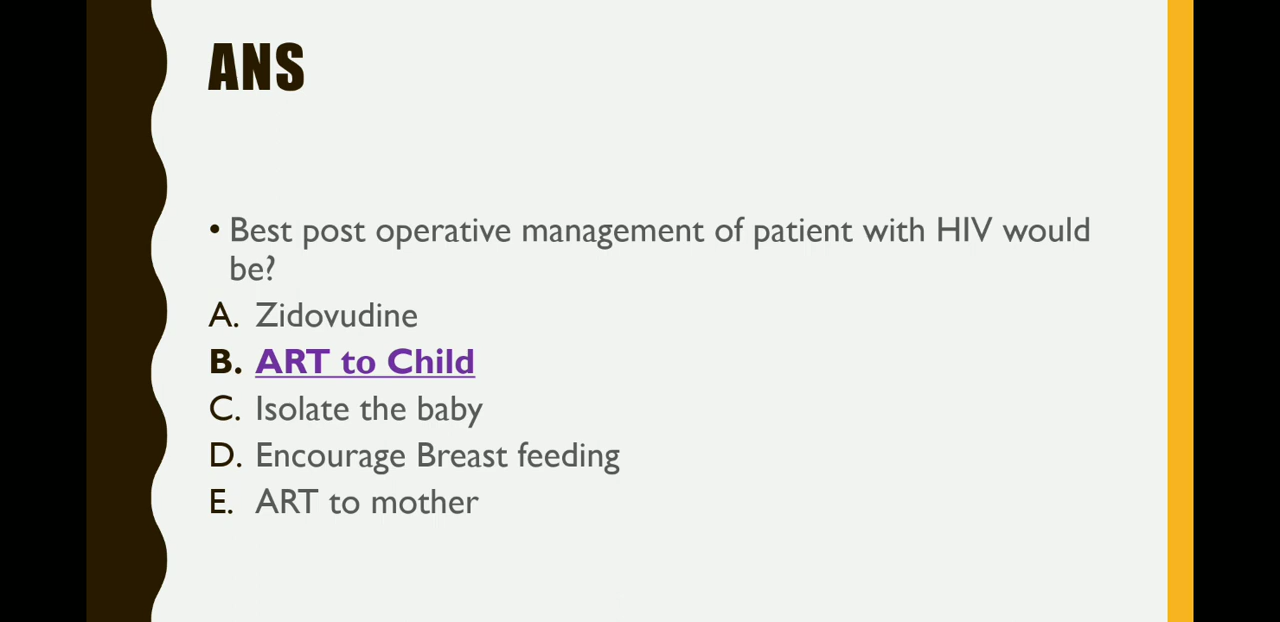 ANS
• Best post operative management of patient with HIV would
be?
A. Zidovudine
B. ART to Child
C. Isolate the baby
D. Encourage Breast feeding
E. ART to mother